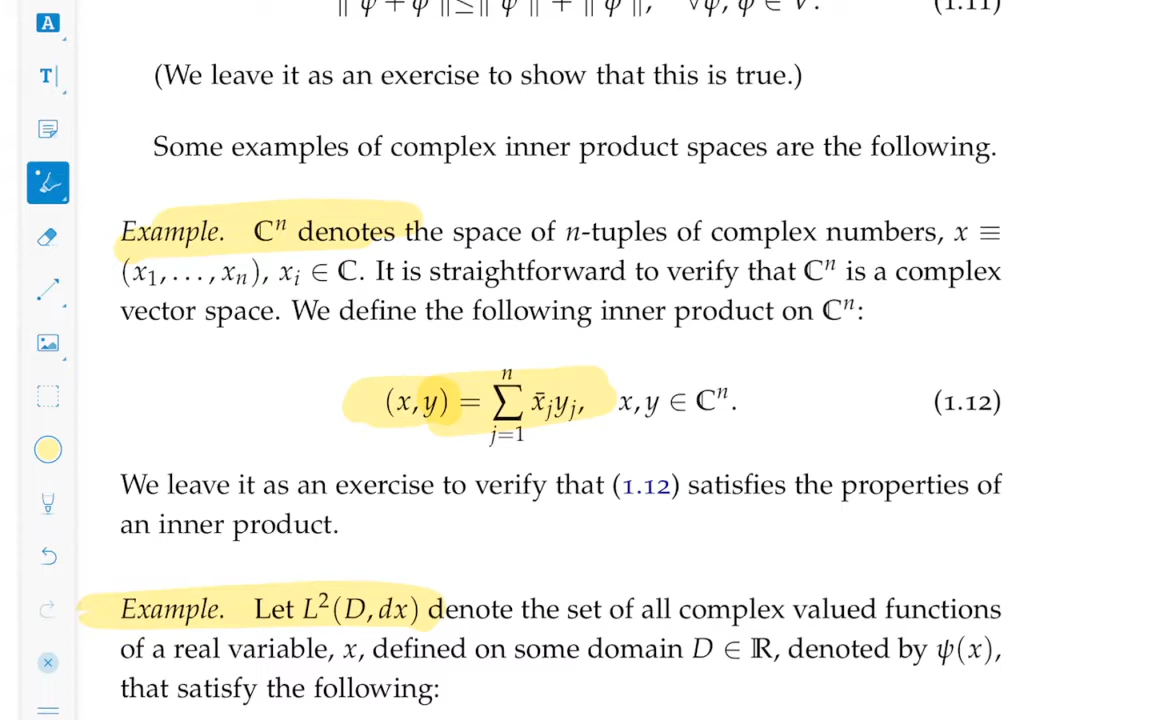 ‖ ψ + φ ‖≤‖ ψ ‖ + ‖ φ ‖, ∀ψ, φ ∈ V. (1.11)
(We leave it as an exercise to show that this is true.)
Some examples of complex inner product spaces are the following.
Example. ℂⁿ denotes the space of n-tuples of complex numbers, x ≡
(x₁, . . . , xₙ), xᵢ ∈ ℂ. It is straightforward to verify that ℂⁿ is a complex
vector space. We define the following inner product on ℂⁿ:
(x, y) = ∑_{j=1}^{n} x̄ⱼyⱼ, x, y ∈ ℂⁿ. (1.12)
We leave it as an exercise to verify that (1.12) satisfies the properties of
an inner product.
Example. Let L²(D, dx) denote the set of all complex valued functions
of a real variable, x, defined on some domain D ∈ ℝ, denoted by ψ(x),
that satisfy the following:
A
T|